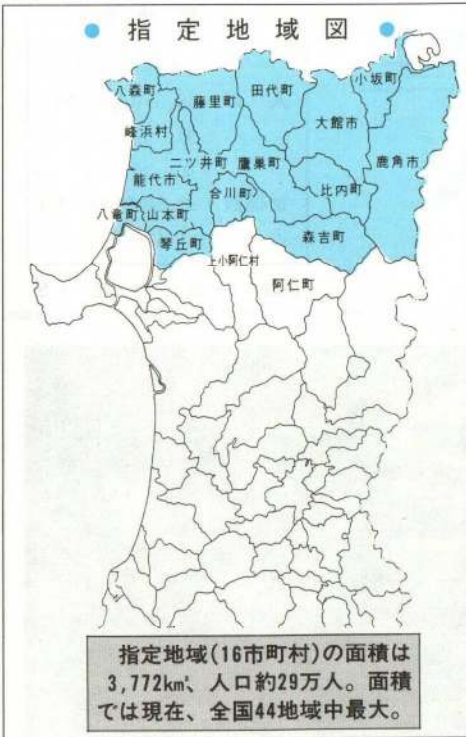 ● 指定地域図 ●
八森町
藤里町
田代町
小坂町
峰浜村
大館市
二ツ井町
鷹巣町
鹿角市
能代市
合川町
比内町
八竜町
山本町
琴丘町
森吉町
上小阿仁村
阿仁町
指定地域(16市町村)の面積は
3,772km²、人口約29万人。面積
では現在、全国44地域中最大。